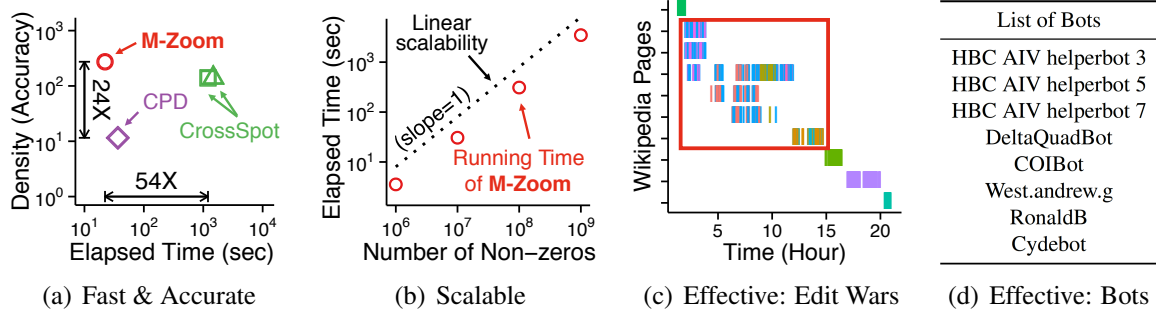 Density (Accuracy)
10³
10²
10¹
10⁰
M-Zoom
24X
CPD
CrossSpot
54X
10¹ 10² 10³ 10⁴
Elapsed Time (sec)
(a) Fast & Accurate
Elapsed Time (sec)
10³
10²
10¹
Linear
scalability
(slope=1)
Running Time
of M-Zoom
10⁶ 10⁷ 10⁸ 10⁹
Number of Non−zeros
(b) Scalable
Wikipedia Pages
5 10 15 20
Time (Hour)
(c) Effective: Edit Wars
List of Bots
HBC AIV helperbot 3
HBC AIV helperbot 5
HBC AIV helperbot 7
DeltaQuadBot
COIBot
West.andrew.g
RonaldB
Cydebot
(d) Effective: Bots